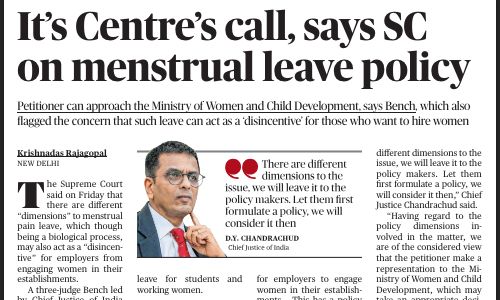 It's Centre's call, says SC
on menstrual leave policy
Petitioner can approach the Ministry of Women and Child Development, says Bench, which also
flagged the concern that such leave can act as a 'disincentive' for those who want to hire women
Krishnadas Rajagopal
NEW DELHI
The Supreme Court
said on Friday that
there are different
"dimensions" to menstrual
pain leave, which though
being a biological process,
may also act as a "disincen-
tive" for employers from
engaging women in their
establishments.
A three-judge Bench led
by Chief Justice of India
There are different
dimensions to the
issue, we will leave it to the
policy makers. Let them first
formulate a policy, we will
consider it then
D.Y. CHANDRACHUD
Chief Justice of India
leave for students and
working women.
for employers to engage
women in their establish-
ments. This has a policy
different dimensions to the
issue, we will leave it to the
policy makers. Let them
first formulate a policy, we
will consider it then," Chief
Justice Chandrachud said.
"Having regard to the
policy dimensions in-
volved in the matter, we
are of the considered view
that the petitioner make a
representation to the Mi-
nistry of Women and Child
Development, which may
take an appropriate deci-